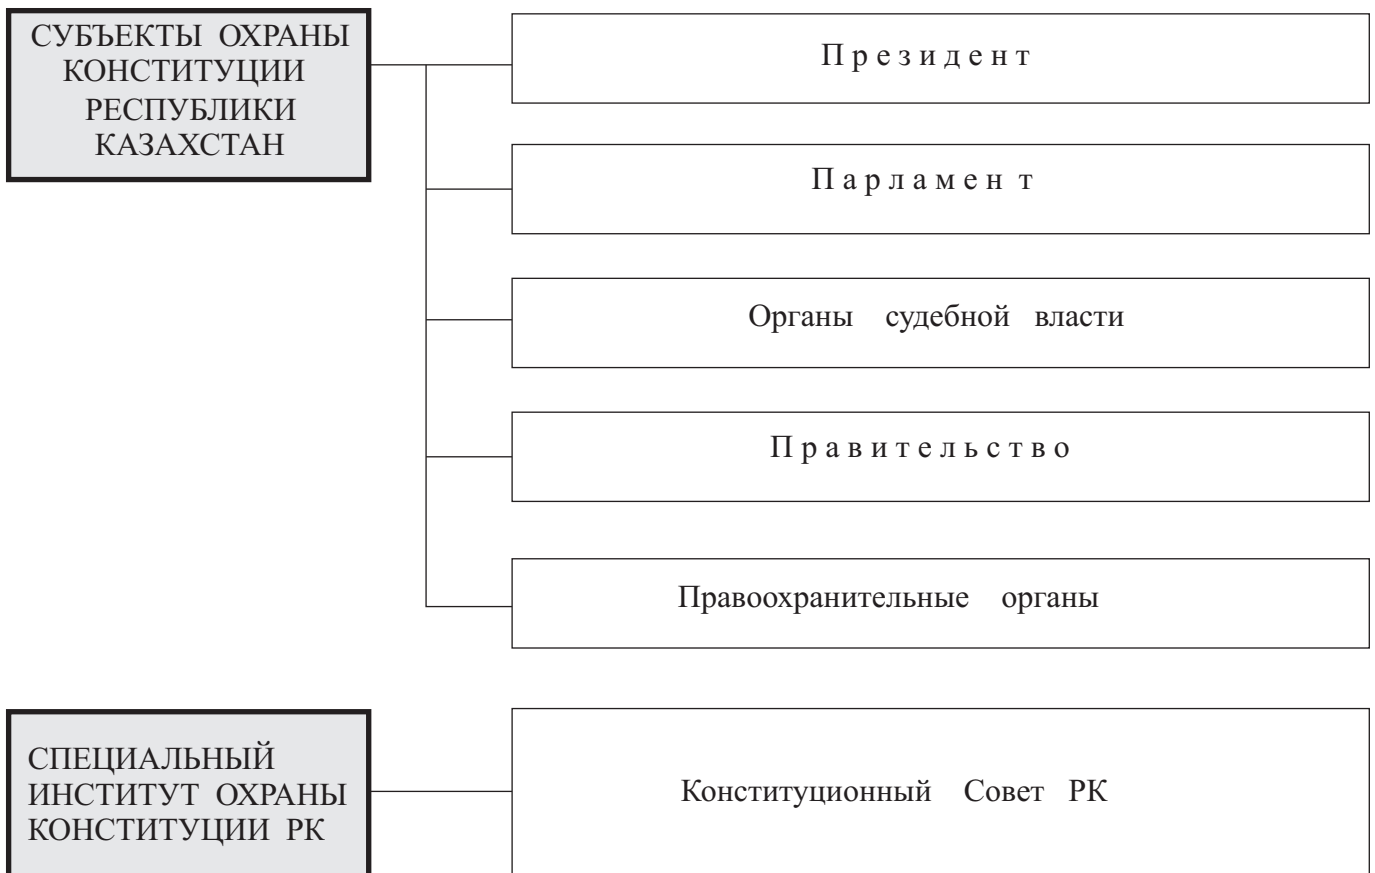 СУБЪЕКТЫ ОХРАНЫ
КОНСТИТУЦИИ
РЕСПУБЛИКИ
КАЗАХСТАН
Президент
Парламент
Органы судебной власти
Правительство
Правоохранительные органы
СПЕЦИАЛЬНЫЙ
ИНСТИТУТ ОХРАНЫ
КОНСТИТУЦИИ РК
Конституционный Совет РК